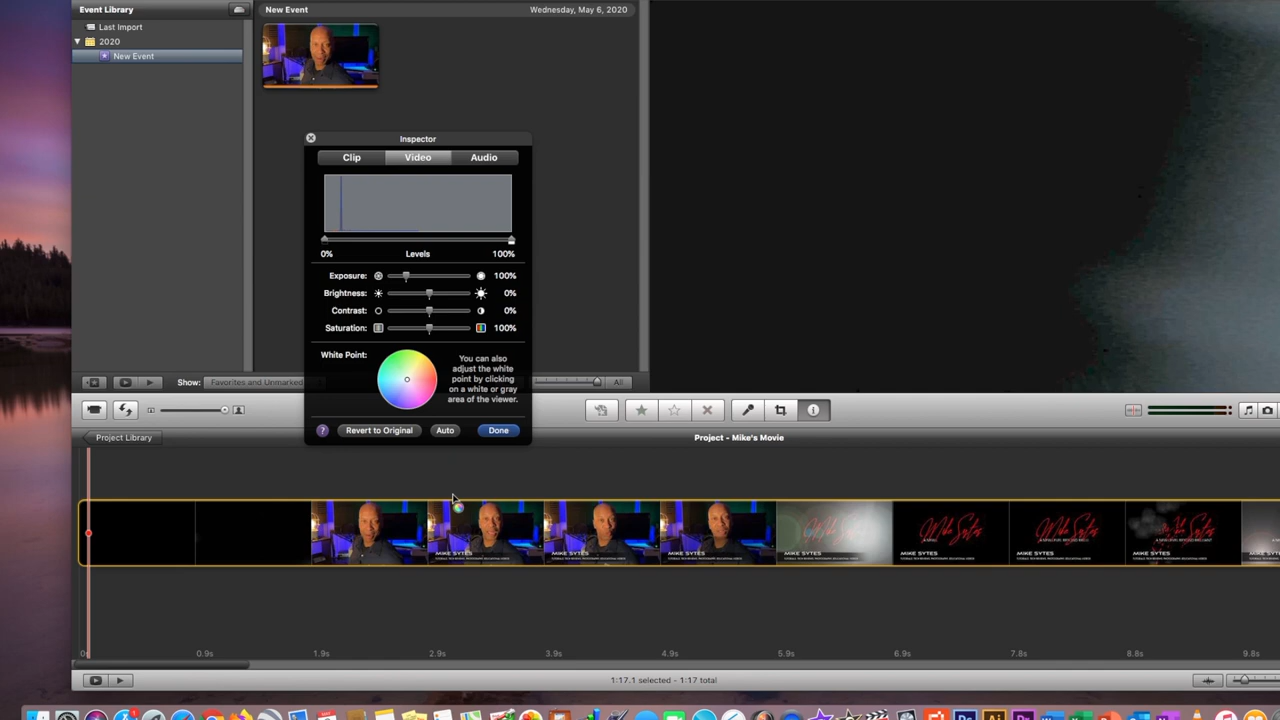 Event Library
New Event
Wednesday, May 6, 2020
Last Import
2020
New Event
Inspector
Clip
Video
Audio
0%
Levels
100%
Exposure:
100%
Brightness:
0%
Contrast:
0%
Saturation:
100%
White Point:
You can also
adjust the white
point by clicking
on a white or gray
area of the viewer.
Show:
Favorites and Unmarked
All
?
Revert to Original
Auto
Done
Project Library
Project - Mike's Movie
MIKE SYTES
MIKE SYTES
MIKE SYTES
MIKE SYTES
MIKE SYTES
MIKE SYTES
MIKE SYTES
0.9s
1.9s
2.9s
3.9s
4.9s
5.9s
6.9s
7.8s
8.8s
9.8s
1:17.1 selected - 1:17 total
Ps
Ai
Pr